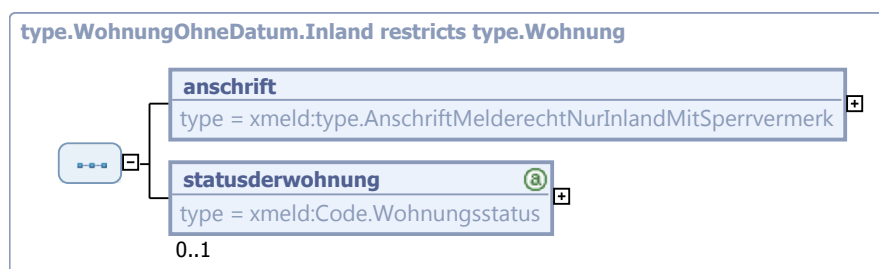 type.WohnungOhneDatum.Inland restricts type.Wohnung
anschrift
type = xmeld:type.AnschriftMelderechtNurInlandMitSperrvermerk
statusderwohnung a
type = xmeld:Code.Wohnungsstatus
0..1